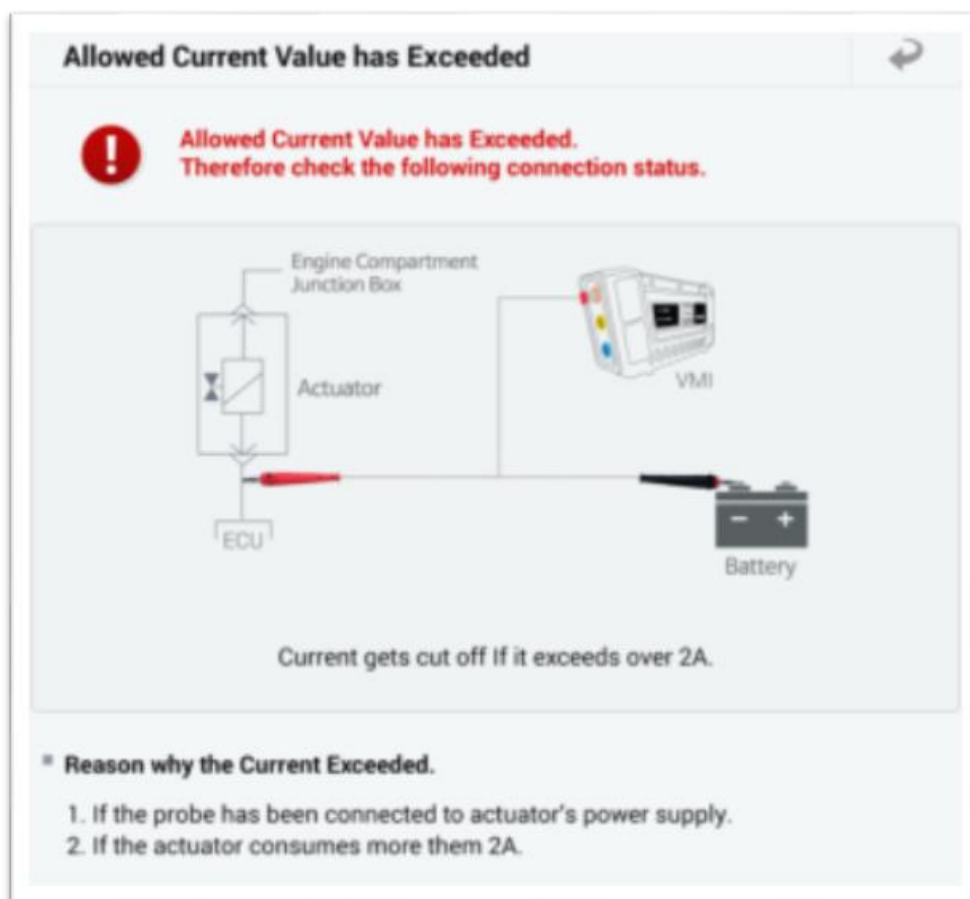 Allowed Current Value has Exceeded
Allowed Current Value has Exceeded.
Therefore check the following connection status.
Engine Compartment
Junction Box
Actuator
VMI
ECU
Battery
Current gets cut off If it exceeds over 2A.
Reason why the Current Exceeded.
1. If the probe has been connected to actuator's power supply.
2. If the actuator consumes more them 2A.